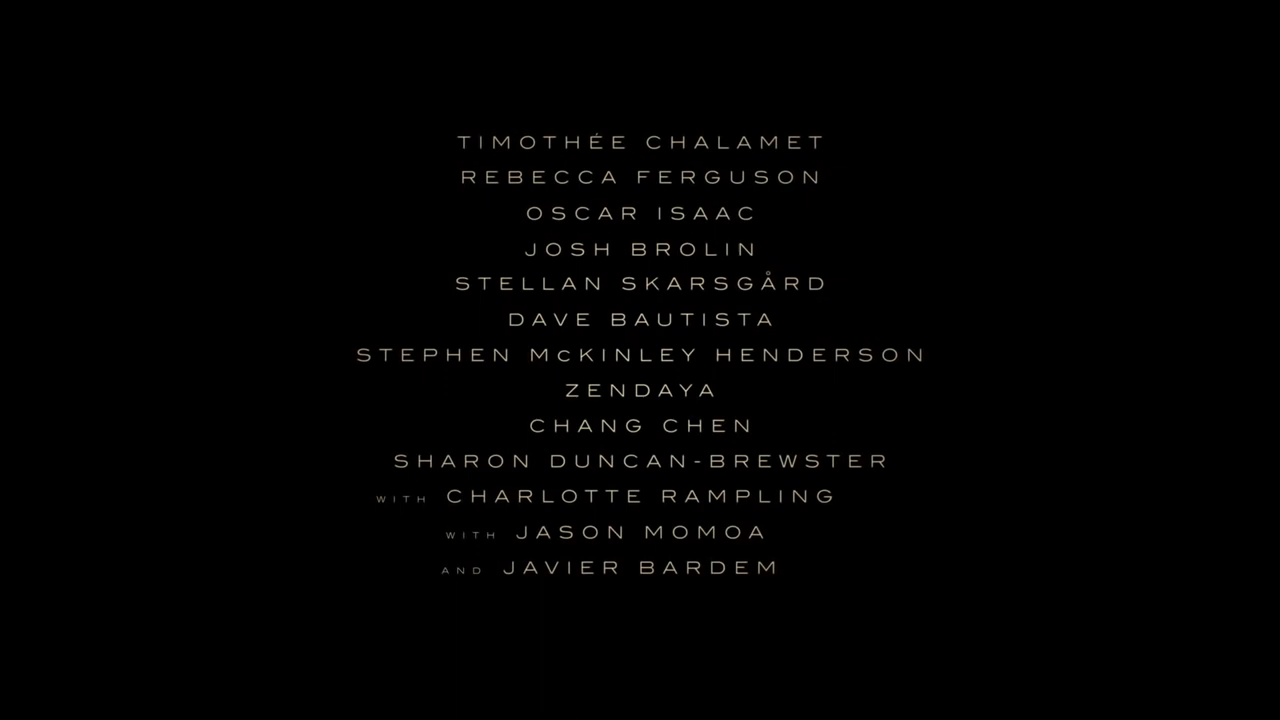 TIMOTHÉE CHALAMET
REBECCA FERGUSON
OSCAR ISAAC
JOSH BROLIN
STELLAN SKARSGÅRD
DAVE BAUTISTA
STEPHEN McKINLEY HENDERSON
ZENDAYA
CHANG CHEN
SHARON DUNCAN-BREWSTER
WITH CHARLOTTE RAMPLING
WITH JASON MOMOA
AND JAVIER BARDEM